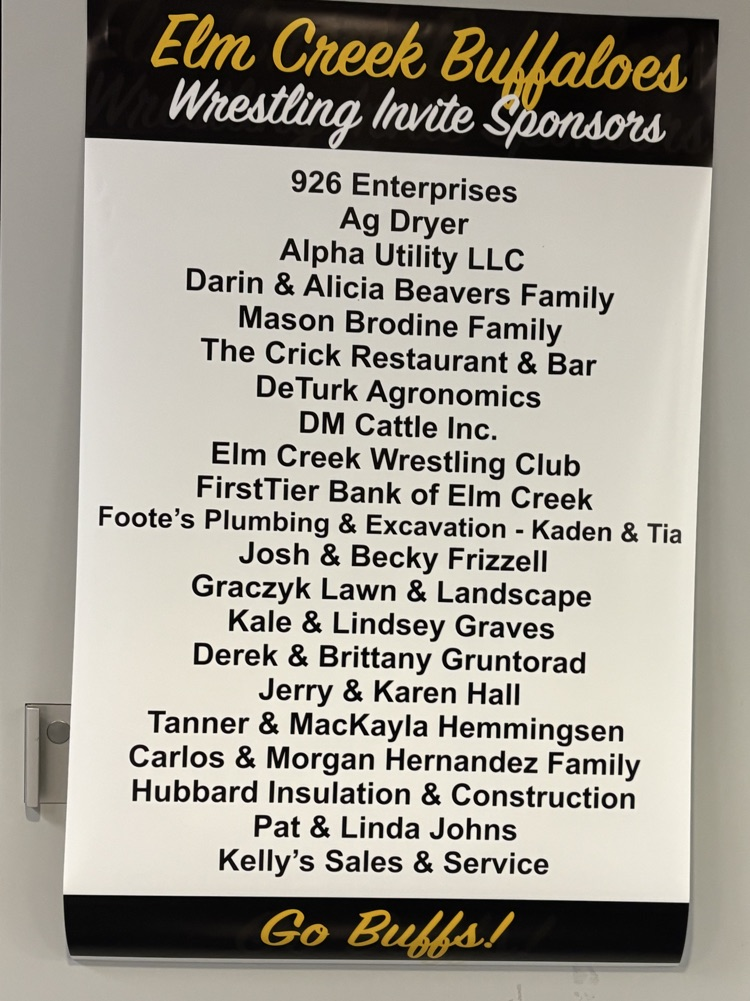 Elm Creek Buffaloes
Wrestling Invite Sponsors
926 Enterprises
Ag Dryer
Alpha Utility LLC
Darin & Alicia Beavers Family
Mason Brodine Family
The Crick Restaurant & Bar
DeTurk Agronomics
DM Cattle Inc.
Elm Creek Wrestling Club
FirstTier Bank of Elm Creek
Foote's Plumbing & Excavation - Kaden & Tia
Josh & Becky Frizzell
Graczyk Lawn & Landscape
Kale & Lindsey Graves
Derek & Brittany Gruntorad
Jerry & Karen Hall
Tanner & MacKayla Hemmingsen
Carlos & Morgan Hernandez Family
Hubbard Insulation & Construction
Pat & Linda Johns
Kelly's Sales & Service
Go Buffs!